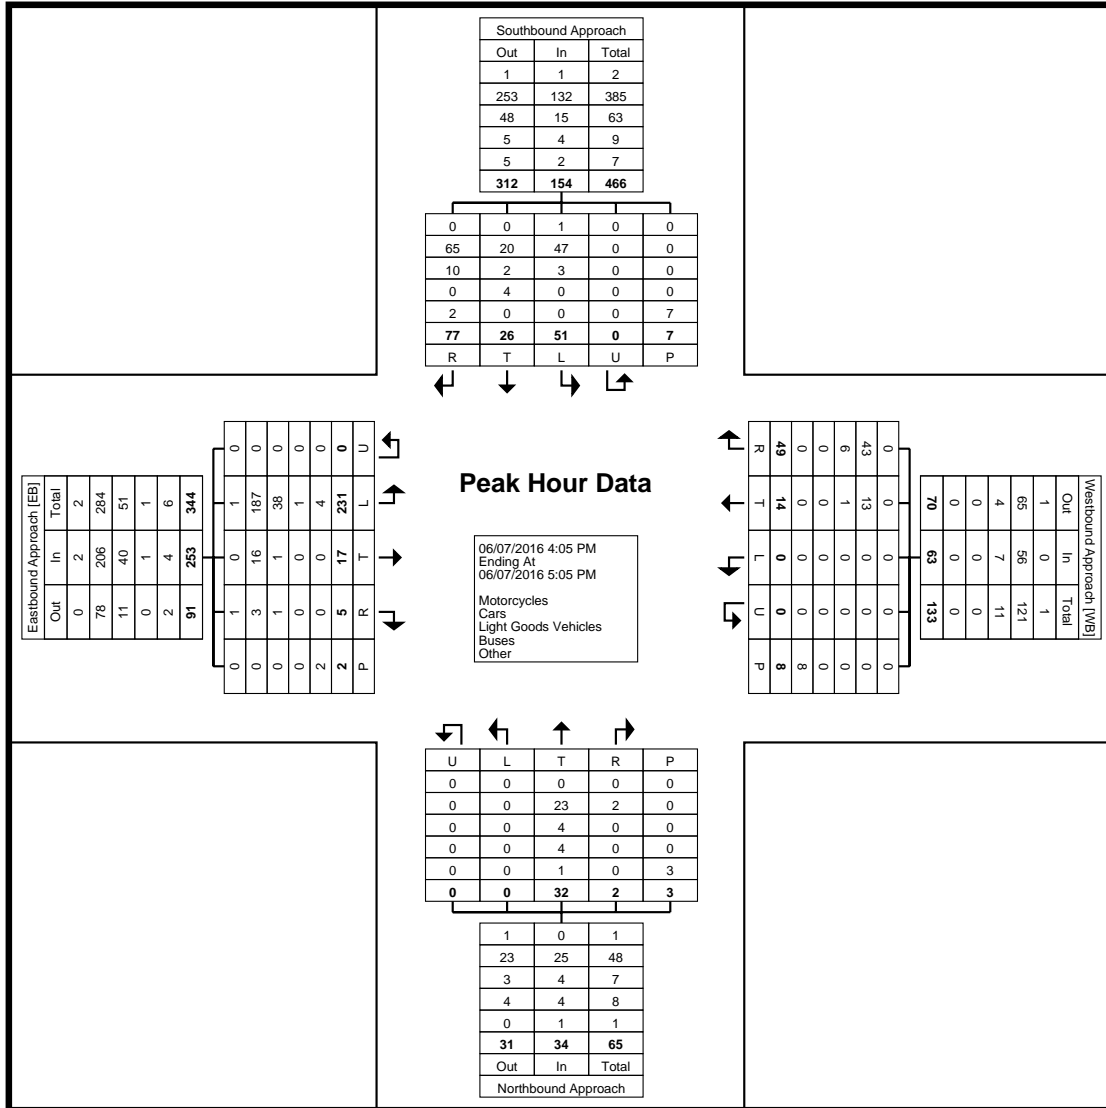 Southbound Approach
Out In Total
1 1 2
253 132 385
48 15 63
5 4 9
5 2 7
312 154 466
0 0 1 0 0
65 20 47 0 0
10 2 3 0 0
0 4 0 0 0
2 0 0 0 7
77 26 51 0 7
R T L U P
Eastbound Approach [EB]
Out In Total
0 2 2
78 206 284
11 40 51
0 1 1
2 4 6
91 253 344
0 1 0 1 0
0 3 16 187 0
0 1 1 38 0
0 0 0 1 0
2 0 0 4 0
2 5 17 231 0
P R T L U
Peak Hour Data
06/07/2016 4:05 PM
Ending At
06/07/2016 5:05 PM
Motorcycles
Cars
Light Goods Vehicles
Buses
Other
Westbound Approach [WB]
Out In Total
1 0 1
65 56 121
4 7 11
0 0 0
0 0 0
70 63 133
0 0 0 0 0
43 13 0 0 0
6 1 0 0 0
0 0 0 0 0
0 0 0 0 8
49 14 0 0 8
R T L U P
U L T R P
0 0 0 0 0
0 0 23 2 0
0 0 4 0 0
0 0 4 0 0
0 0 1 0 3
0 0 32 2 3
1 0 1
23 25 48
3 4 7
4 4 8
0 1 1
31 34 65
Out In Total
Northbound Approach